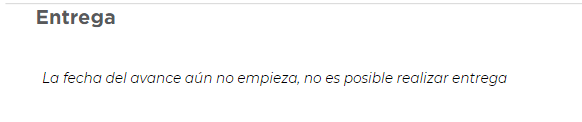 Entrega
La fecha del avance aún no empieza, no es posible realizar entrega